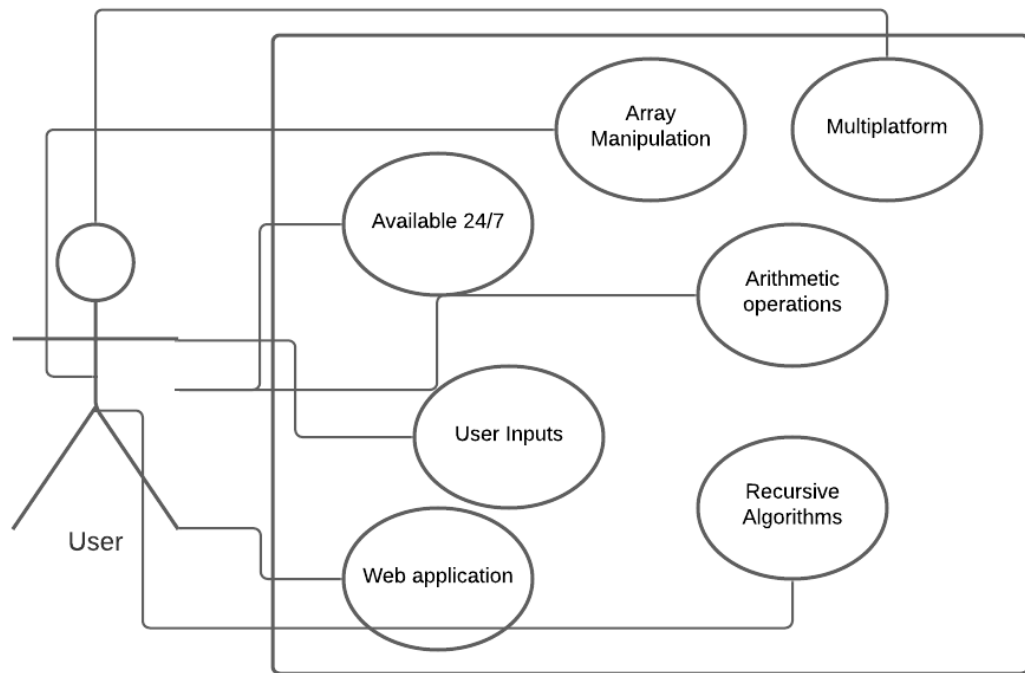 Array
Manipulation
Multiplatform
Available 24/7
Arithmetic
operations
User Inputs
Recursive
Algorithms
User
Web application